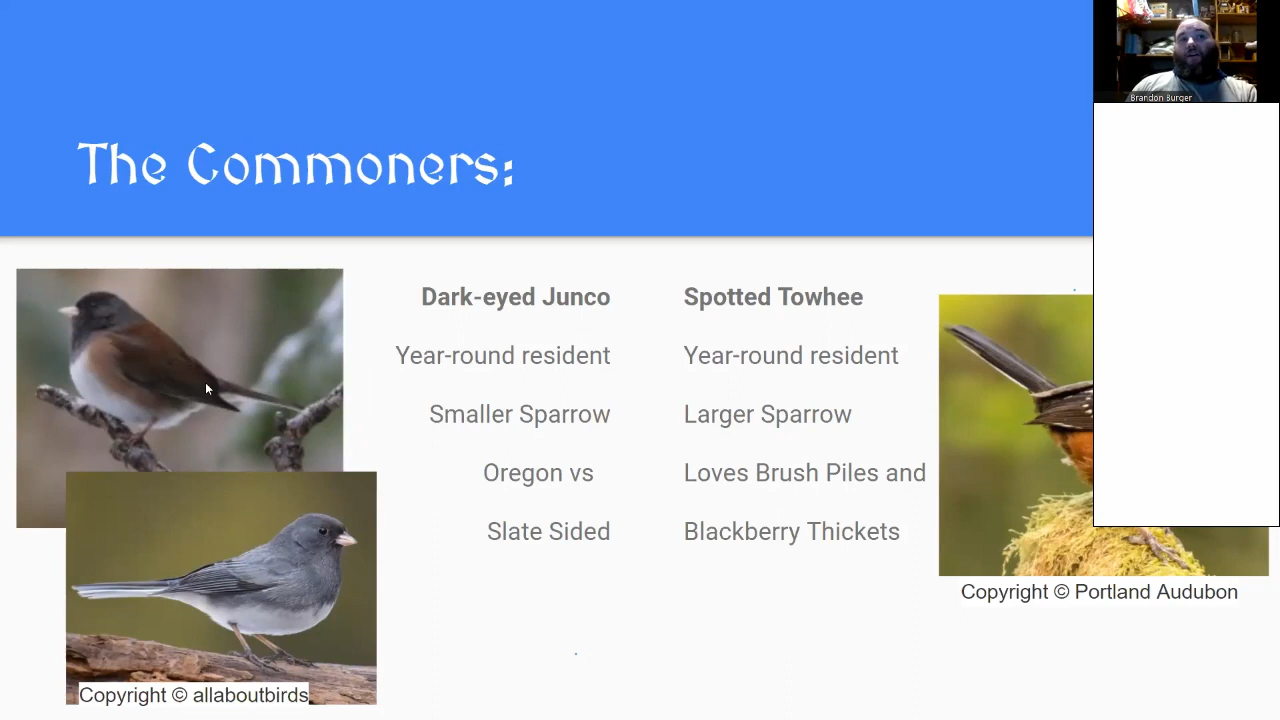 The Commoners:
Brandon Burger
Dark-eyed Junco
Year-round resident
Smaller Sparrow
Oregon vs
Slate Sided
Spotted Towhee
Year-round resident
Larger Sparrow
Loves Brush Piles and
Blackberry Thickets
Copyright © Portland Audubon
Copyright © allaboutbirds